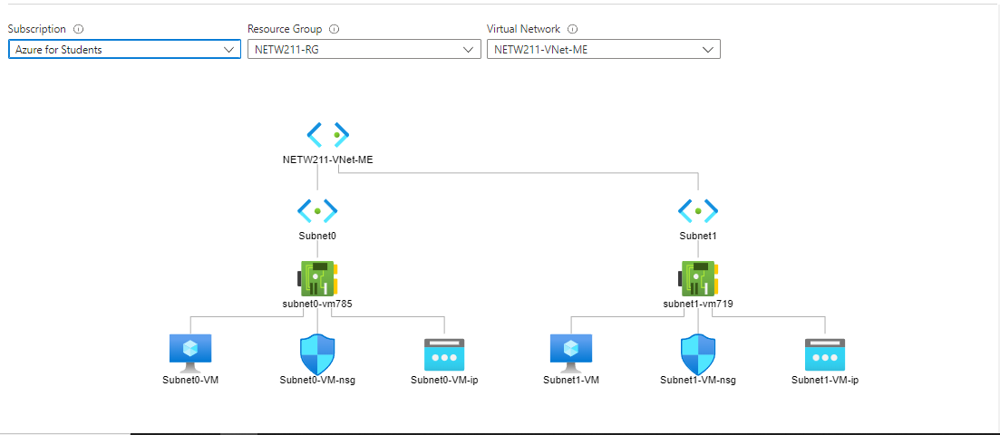 Subscription
Resource Group
Virtual Network
Azure for Students
NETW211-RG
NETW211-VNet-ME
NETW211-VNet-ME
Subnet0
Subnet1
subnet0-vm785
subnet1-vm719
Subnet0-VM
Subnet0-VM-nsg
Subnet0-VM-ip
Subnet1-VM
Subnet1-VM-nsg
Subnet1-VM-ip